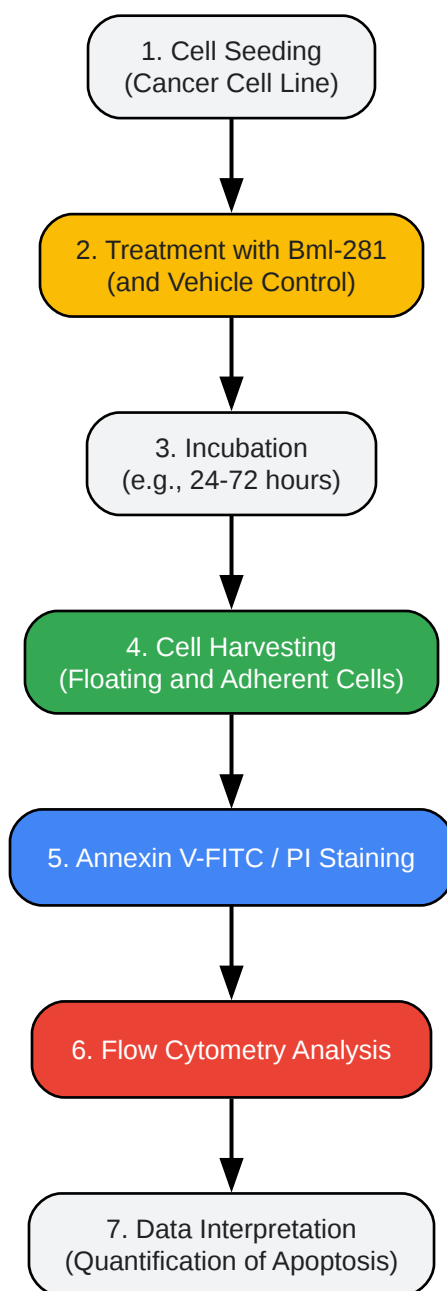 1. Cell Seeding
(Cancer Cell Line)
2. Treatment with Bml-281
(and Vehicle Control)
3. Incubation
(e.g., 24-72 hours)
4. Cell Harvesting
(Floating and Adherent Cells)
5. Annexin V-FITC / PI Staining
6. Flow Cytometry Analysis
7. Data Interpretation
(Quantification of Apoptosis)